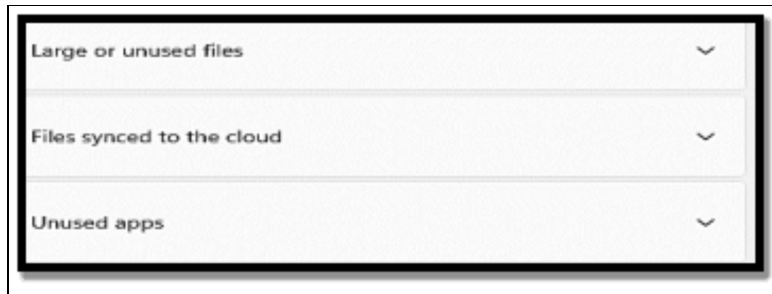 Large or unused files
Files synced to the cloud
Unused apps